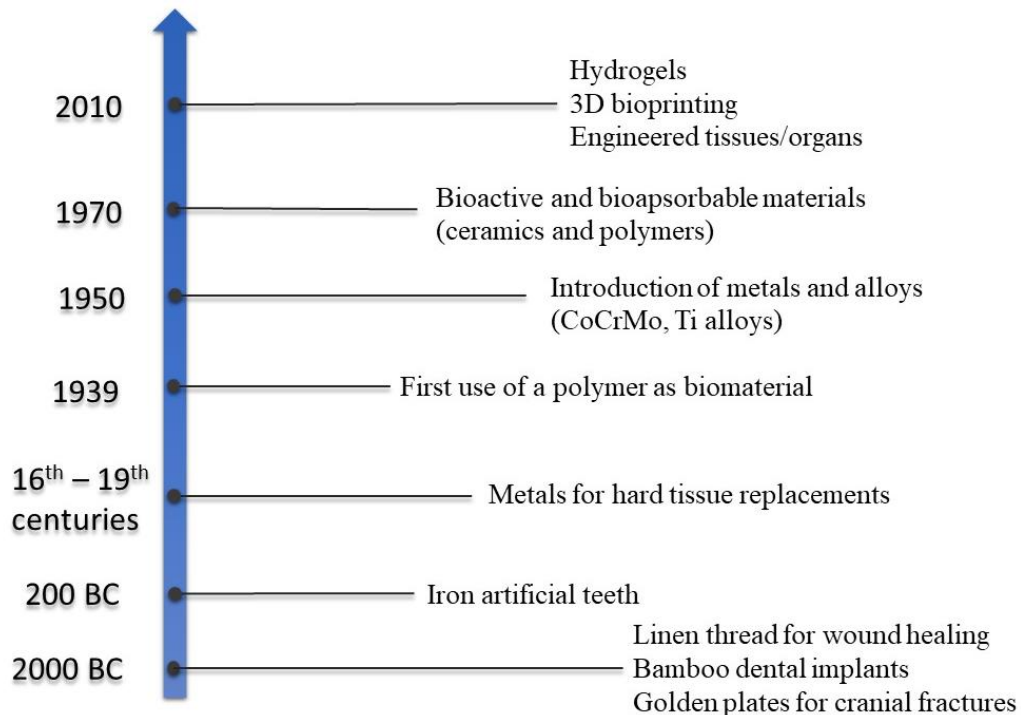 2010
Hydrogels
3D bioprinting
Engineered tissues/organs
1970
Bioactive and bioapsorbable materials
(ceramics and polymers)
1950
Introduction of metals and alloys
(CoCrMo, Ti alloys)
1939
First use of a polymer as biomaterial
16th – 19th
centuries
Metals for hard tissue replacements
200 BC
Iron artificial teeth
2000 BC
Linen thread for wound healing
Bamboo dental implants
Golden plates for cranial fractures